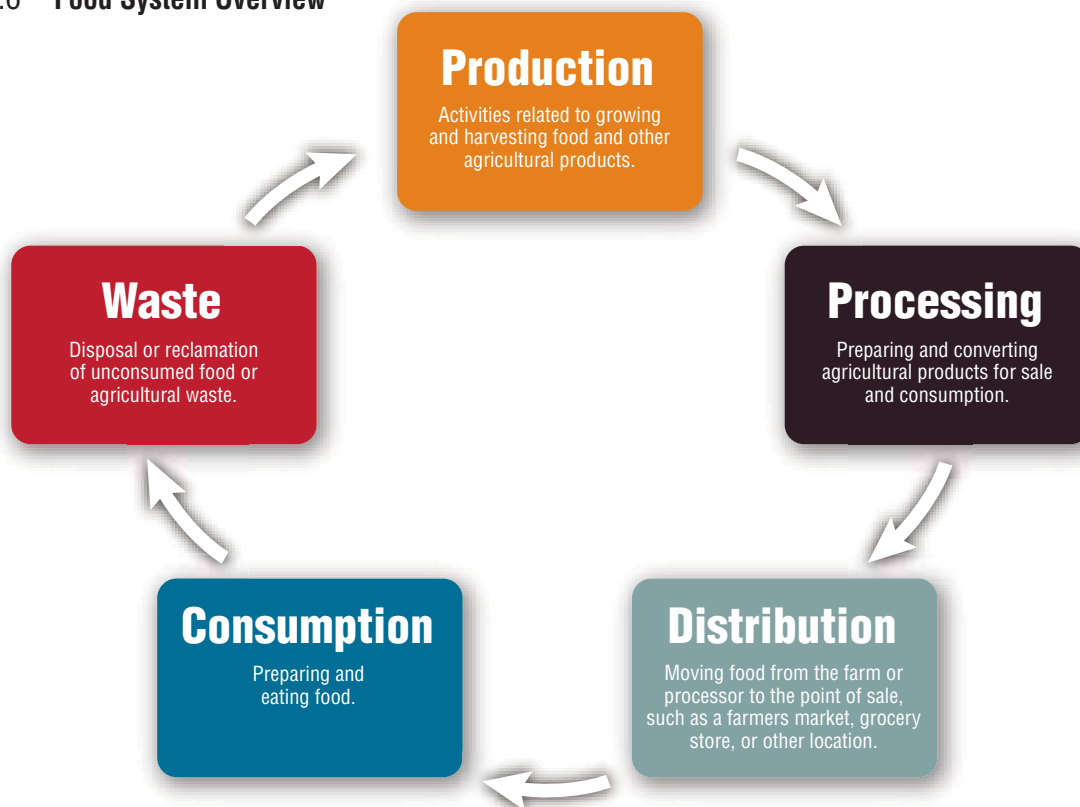 Food System Overview
Production
Activities related to growing
and harvesting food and other
agricultural products.
Processing
Preparing and converting
agricultural products for sale
and consumption.
Distribution
Moving food from the farm or
processor to the point of sale,
such as a farmers market, grocery
store, or other location.
Consumption
Preparing and
eating food.
Waste
Disposal or reclamation
of unconsumed food or
agricultural waste.